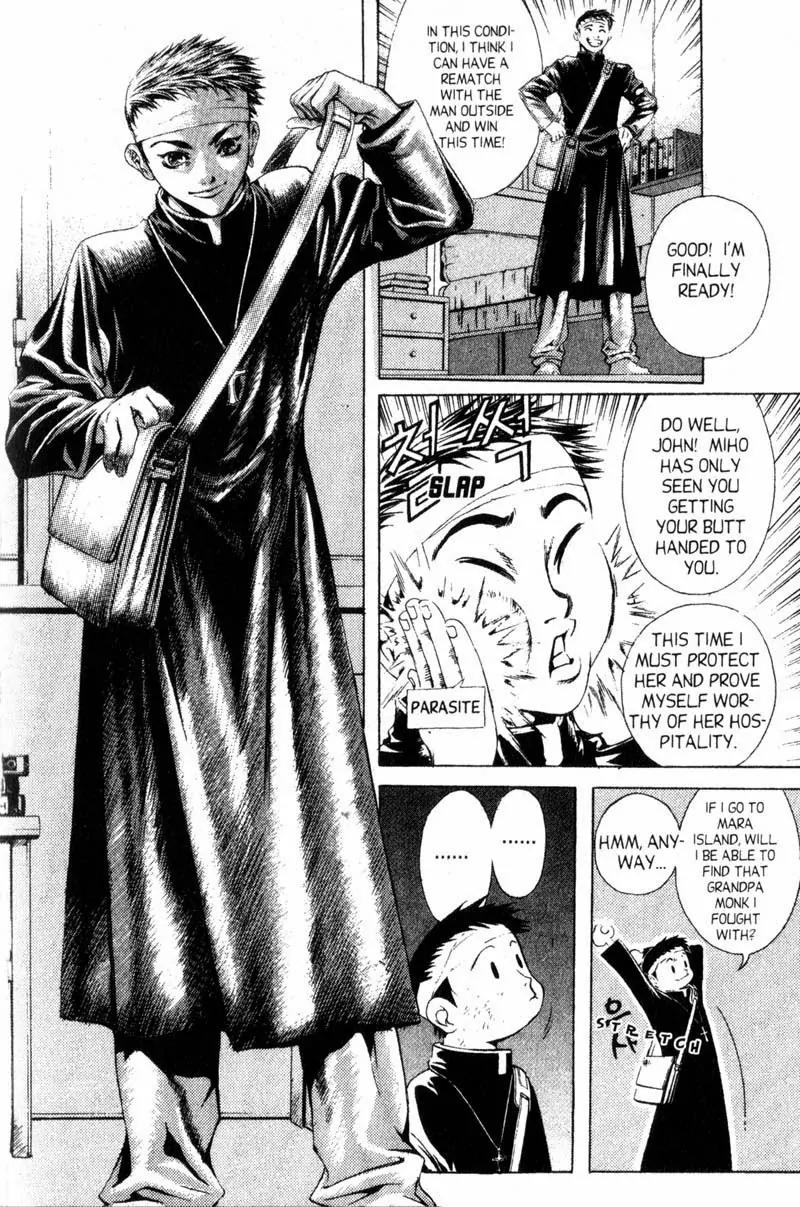 IN THIS CONDI-
TION, I THINK I
CAN HAVE A
REMATCH
WITH THE
MAN OUTSIDE
AND WIN
THIS TIME!
GOOD! I'M
FINALLY
READY!
처
썩
SLAP
DO WELL,
JOHN! MIHO
HAS ONLY
SEEN YOU
GETTING
YOUR BUTT
HANDED TO
YOU.
PARASITE
THIS TIME I
MUST PROTECT
HER AND PROVE
MYSELF WOR-
THY OF HER HOS-
PITALITY.
......
......
HMM, ANY-
WAY...
IF I GO TO
MARA
ISLAND, WILL
I BE ABLE TO
FIND THAT
GRANDPA
MONK I
FOUGHT
WITH?
STRETCH